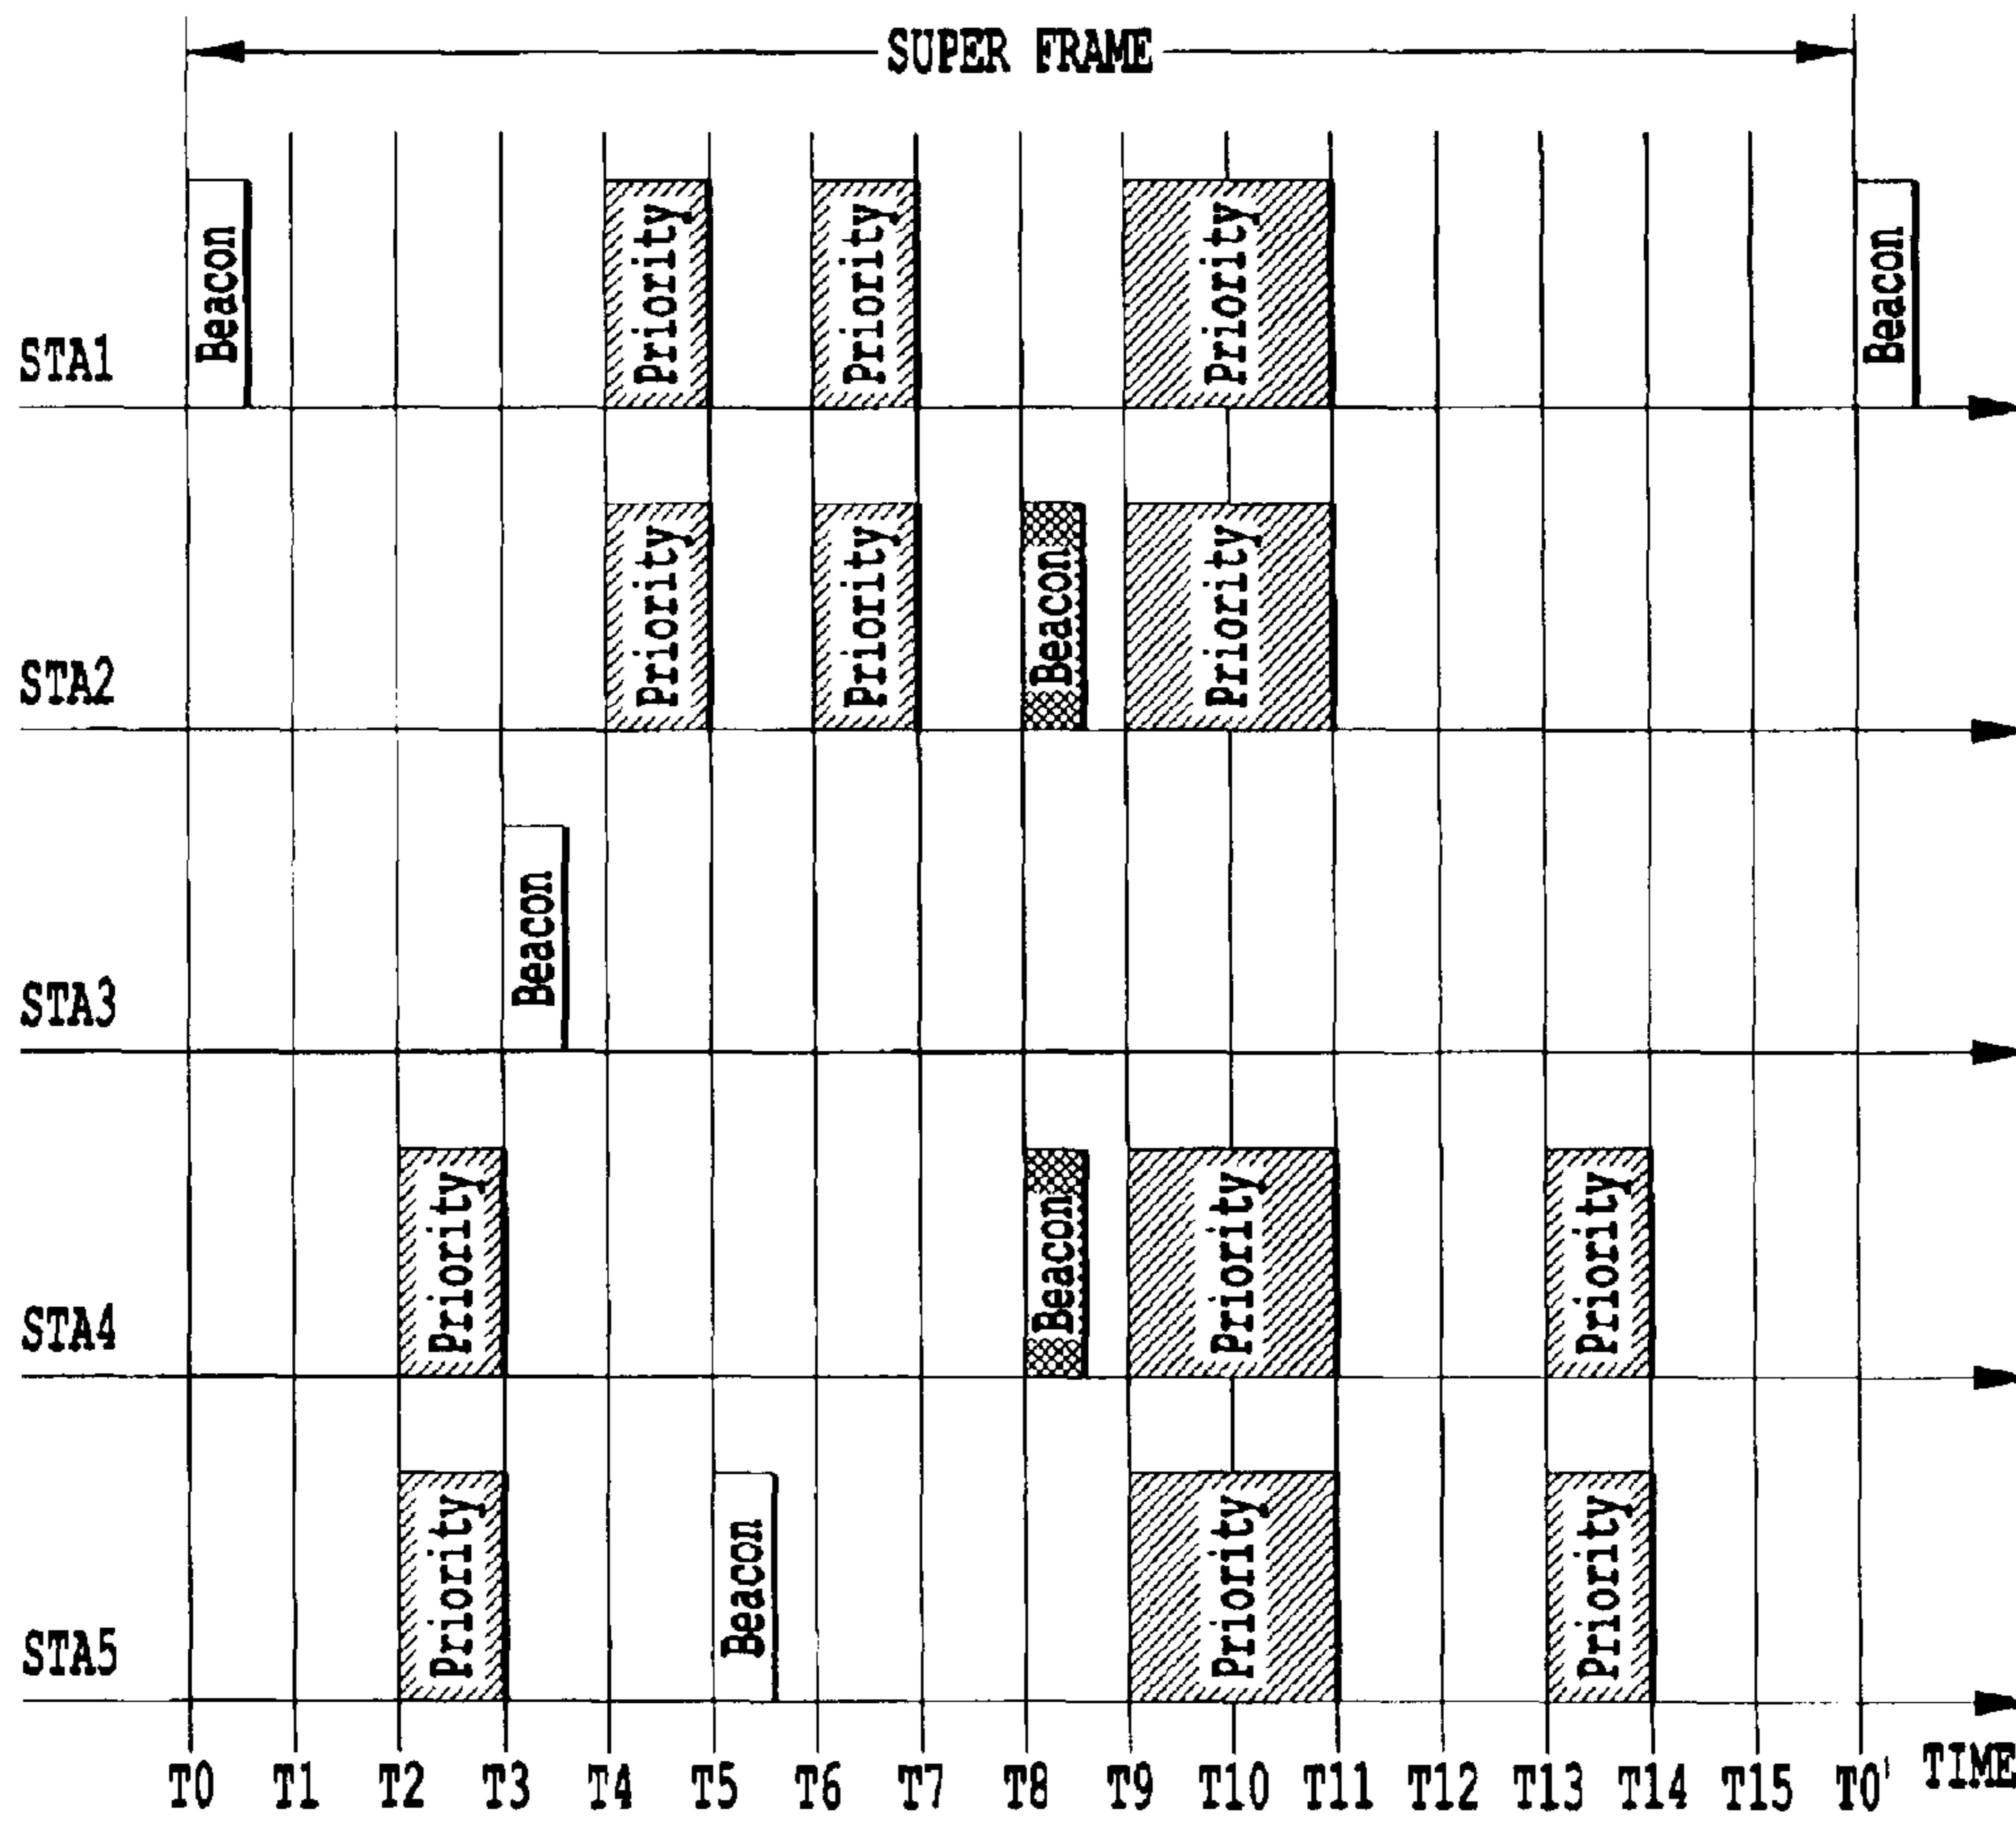 SUPER FRAME
STA1
Beacon
Priority
Priority
Priority
Beacon
STA2
Priority
Priority
Beacon
Priority
STA3
Beacon
STA4
Priority
Beacon
Priority
Priority
STA5
Priority
Beacon
Priority
Priority
T0 T1 T2 T3 T4 T5 T6 T7 T8 T9 T10 T11 T12 T13 T14 T15 T0' TIME